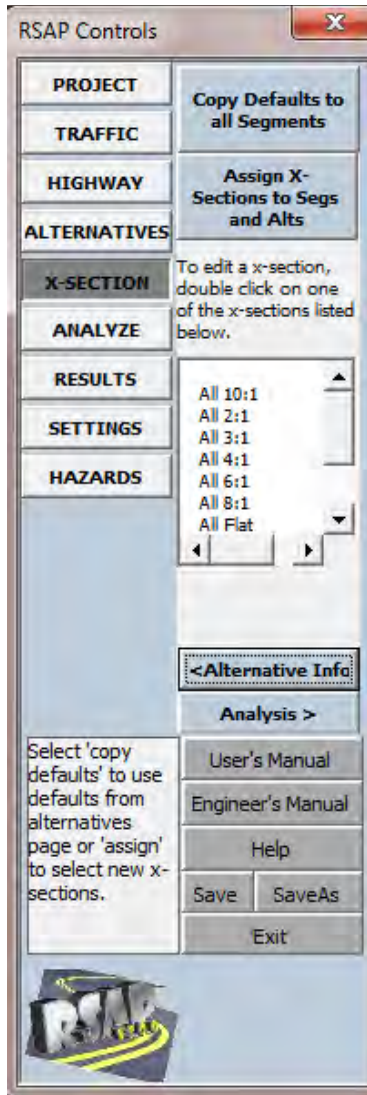 RSAP Controls
x
PROJECT
TRAFFIC
HIGHWAY
ALTERNATIVES
X-SECTION
ANALYZE
RESULTS
SETTINGS
HAZARDS
Copy Defaults to
all Segments
Assign X-
Sections to Segs
and Alts
To edit a x-section,
double click on one
of the x-sections listed
below.
All 10:1
All 2:1
All 3:1
All 4:1
All 6:1
All 8:1
All Flat
<Alternative Info
Analysis >
Select 'copy
defaults' to use
defaults from
alternatives
page or 'assign'
to select new x-
sections.
User's Manual
Engineer's Manual
Help
Save SaveAs
Exit
RSAP